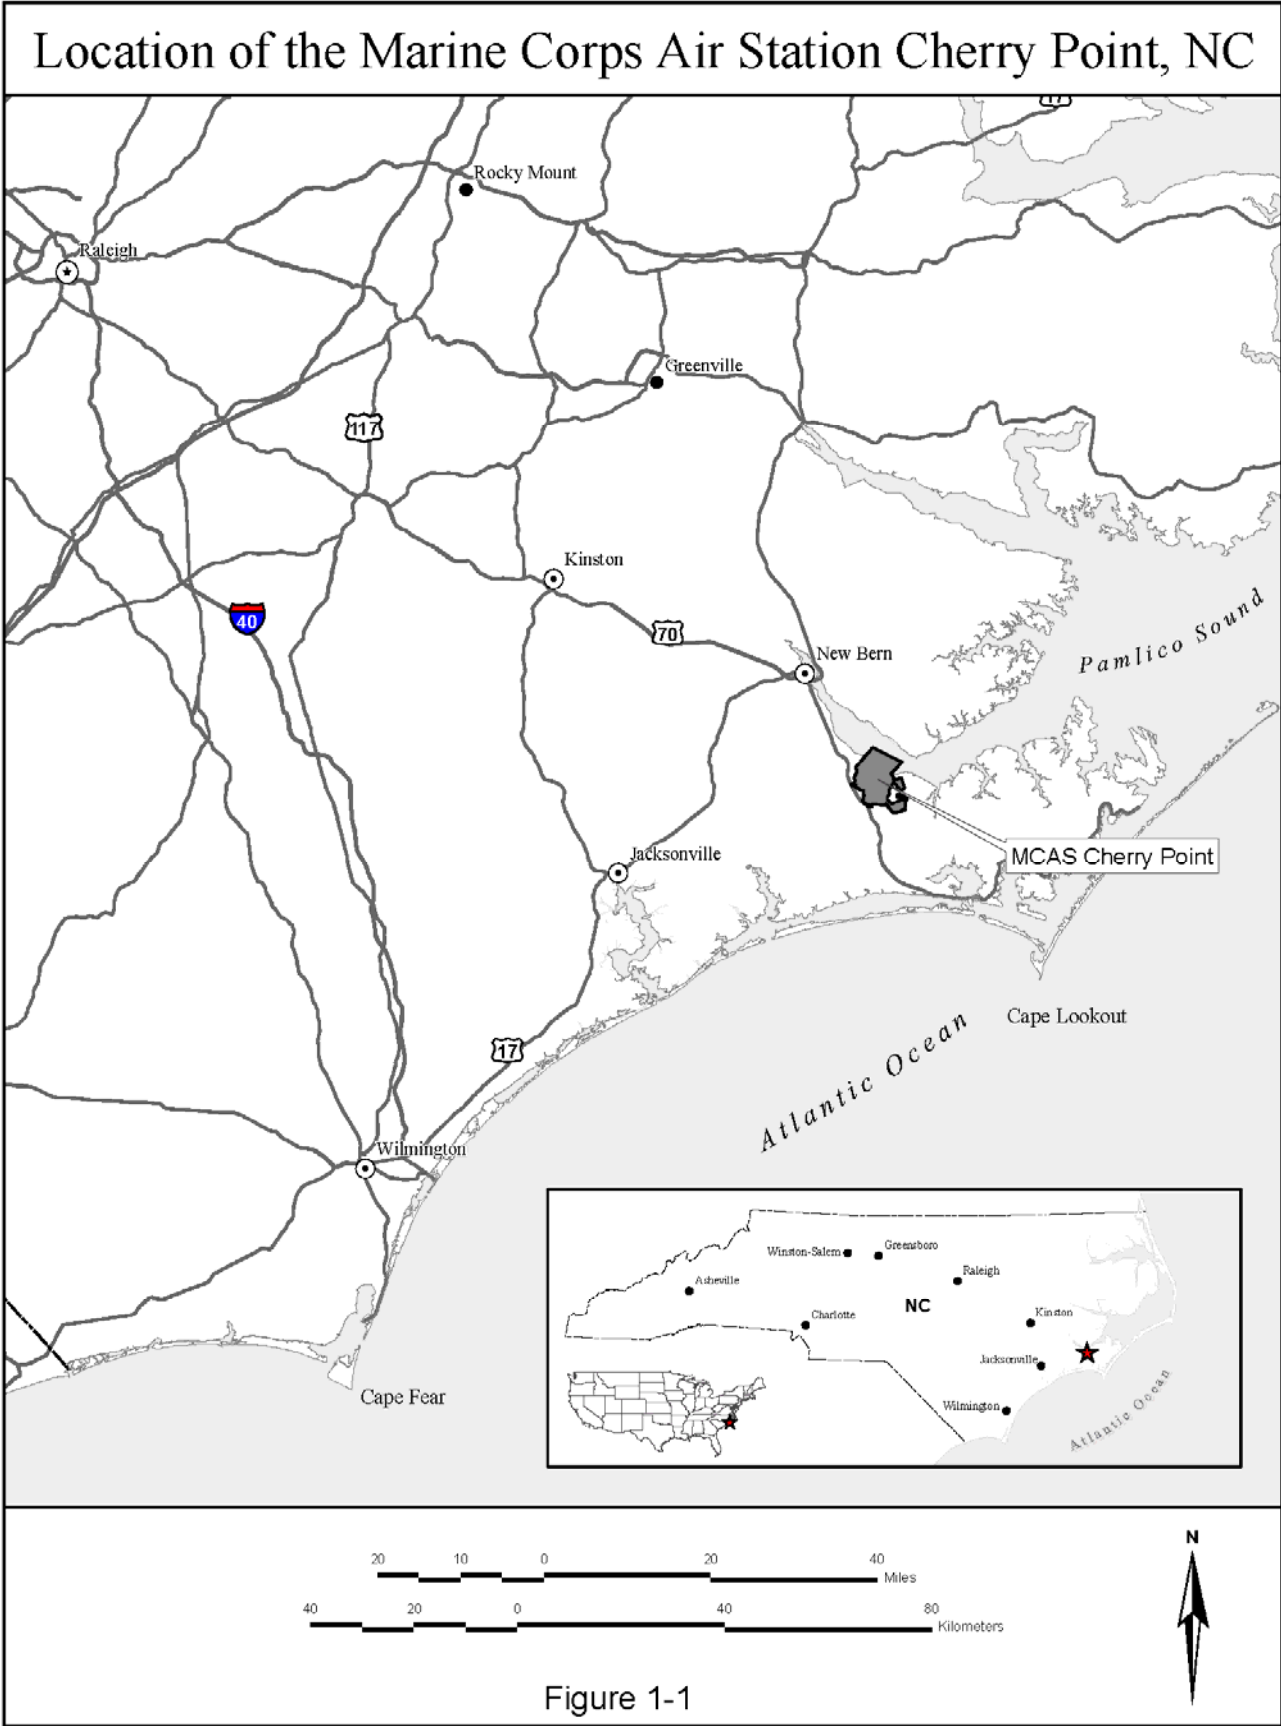 Location of the Marine Corps Air Station Cherry Point, NC
17
Rocky Mount
Raleigh
Greenville
117
Kinston
40
70
Pamlico Sound
New Bern
Jacksonville
MCAS Cherry Point
Cape Lookout
Atlantic Ocean
17
Wilmington
Cape Fear
Winston-Salem
Greensboro
Raleigh
Asheville
NC
Charlotte
Kinston
Jacksonville
Wilmington
Atlantic Ocean
20 10 0 20 40
Miles
40 20 0 40 80
Kilometers
N
Figure 1-1